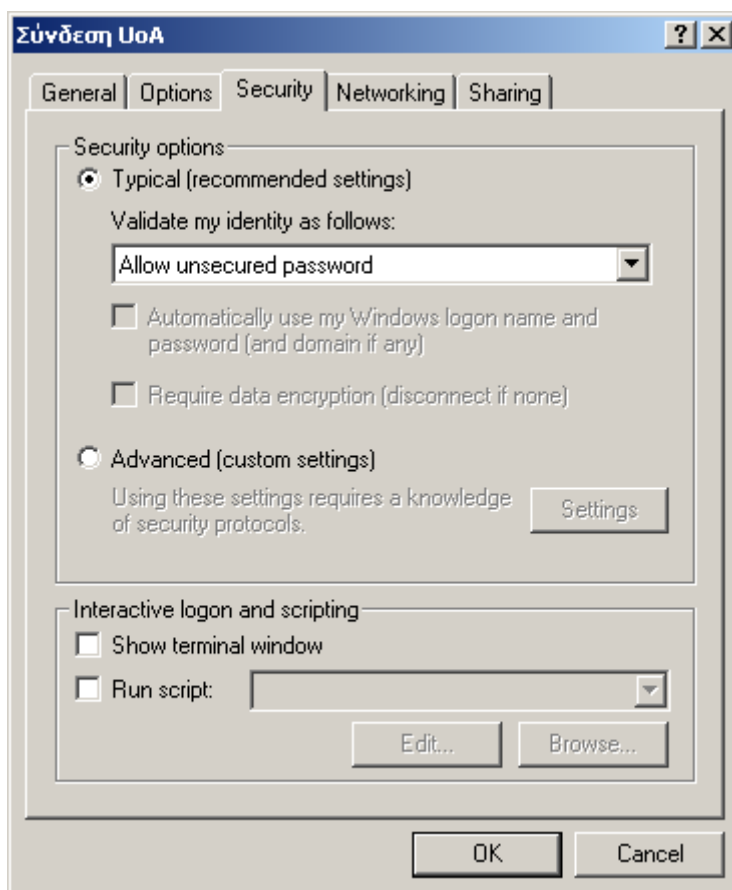 Σύνδεση UoA
General Options Security Networking Sharing
Security options
Typical (recommended settings)
Validate my identity as follows:
Allow unsecured password
Automatically use my Windows logon name and
password (and domain if any)
Require data encryption (disconnect if none)
Advanced (custom settings)
Using these settings requires a knowledge
of security protocols.
Settings
Interactive logon and scripting
Show terminal window
Run script:
Edit... Browse...
OK Cancel